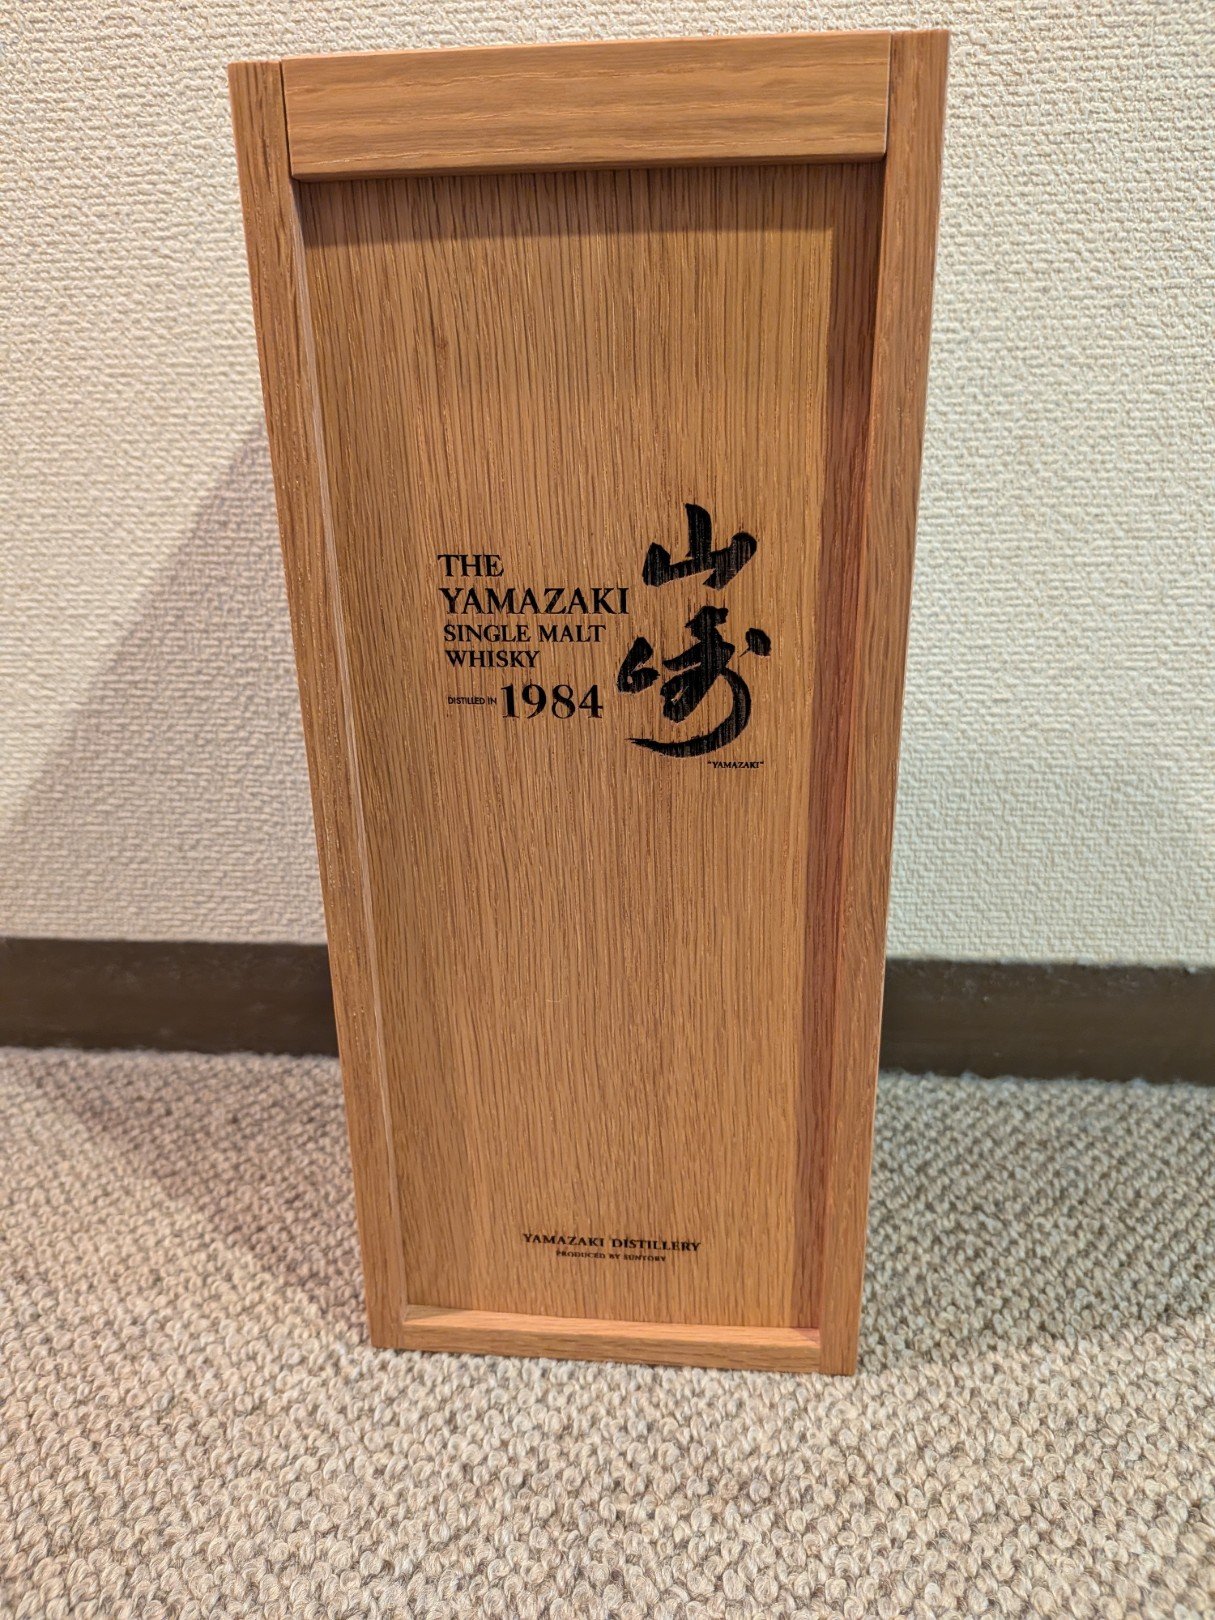 THE
YAMAZAKI
SINGLE MALT
WHISKY
DISTILLED IN 1984
山崎
"YAMAZAKI"
YAMAZAKI DISTILLERY
PRODUCED BY SUNTORY